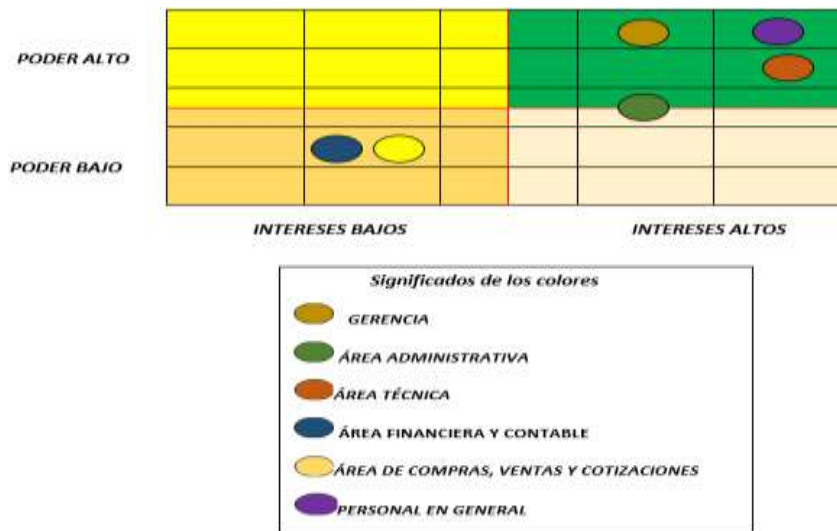 PODER ALTO
PODER BAJO
INTERESES BAJOS
INTERESES ALTOS
Significados de los colores
GERENCIA
ÁREA ADMINISTRATIVA
ÁREA TÉCNICA
ÁREA FINANCIERA Y CONTABLE
ÁREA DE COMPRAS, VENTAS Y COTIZACIONES
PERSONAL EN GENERAL